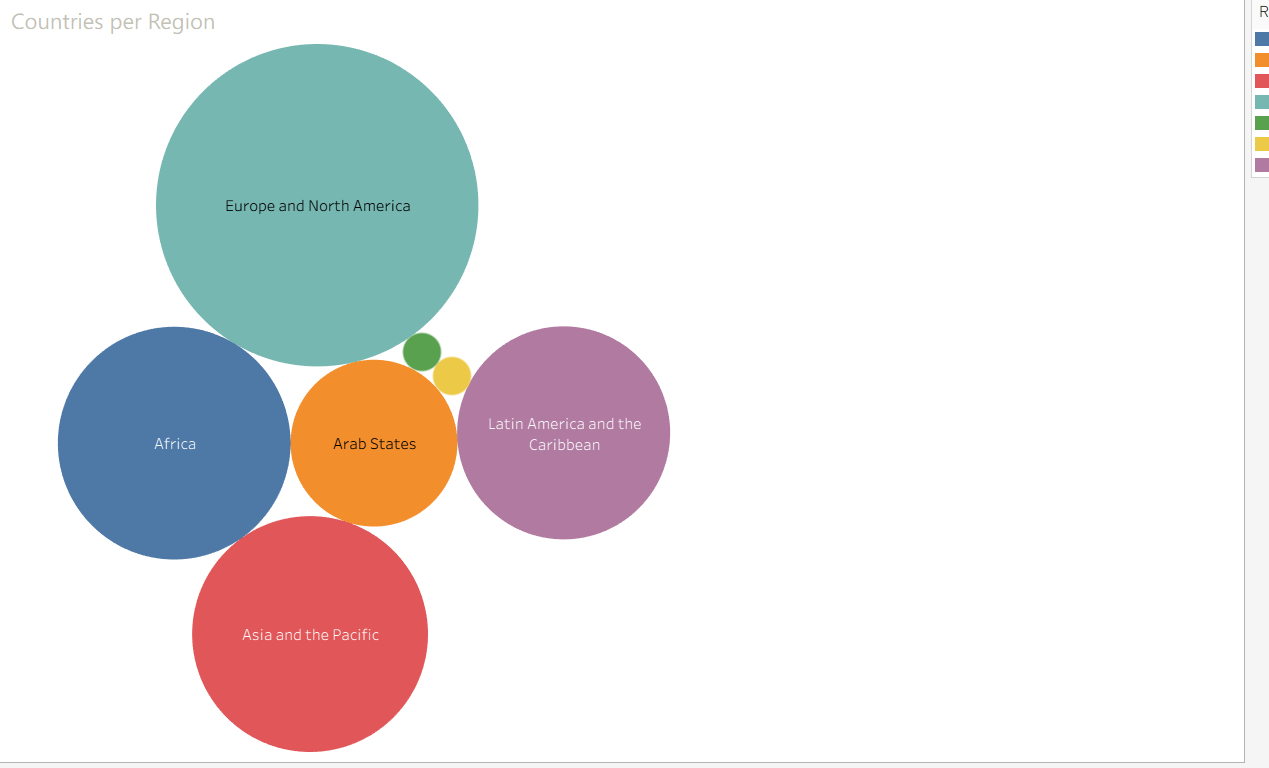 Countries per Region
R
Europe and North America
Latin America and the
Caribbean
Africa
Arab States
Asia and the Pacific